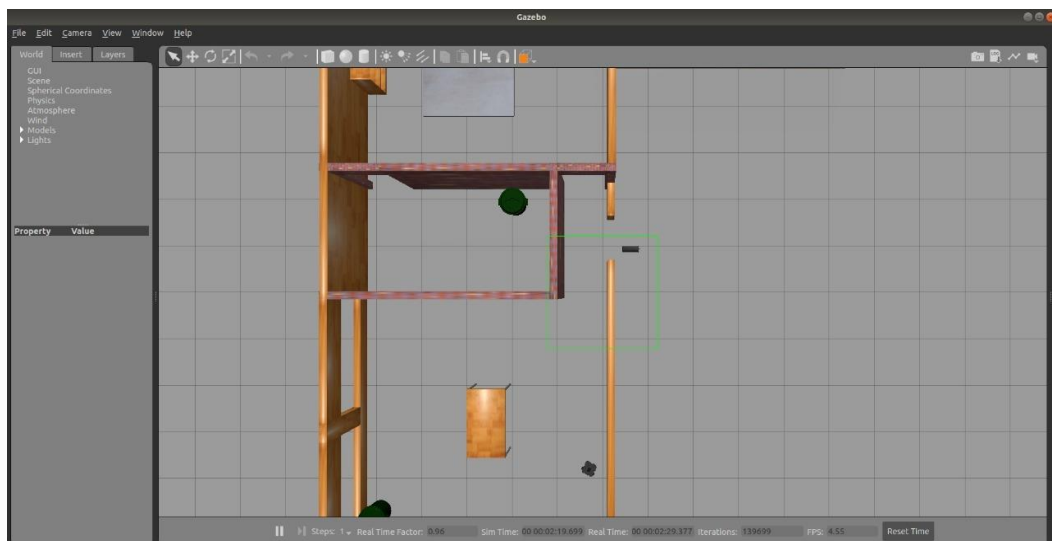 Gazebo
File Edit Camera View Window Help
World Insert Layers
GUI
Scene
Spherical Coordinates
Physics
Atmosphere
Wind
Models
Lights
Property Value
Steps: 1 Real Time Factor: 0.96 Sim Time: 00 00:02:19.699 Real Time: 00 00:02:29.377 Iterations: 139699 FPS: 4.55 Reset Time